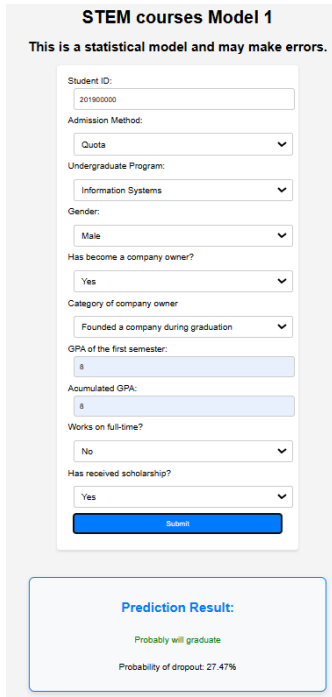 STEM courses Model 1
This is a statistical model and may make errors.
Student ID:
201900000
Admission Method:
Quota
Undergraduate Program:
Information Systems
Gender:
Male
Has become a company owner?
Yes
Category of company owner
Founded a company during graduation
GPA of the first semester:
8
Acumulated GPA:
8
Works on full-time?
No
Has received scholarship?
Yes
Submit
Prediction Result:
Probably will graduate
Probability of dropout: 27.47%